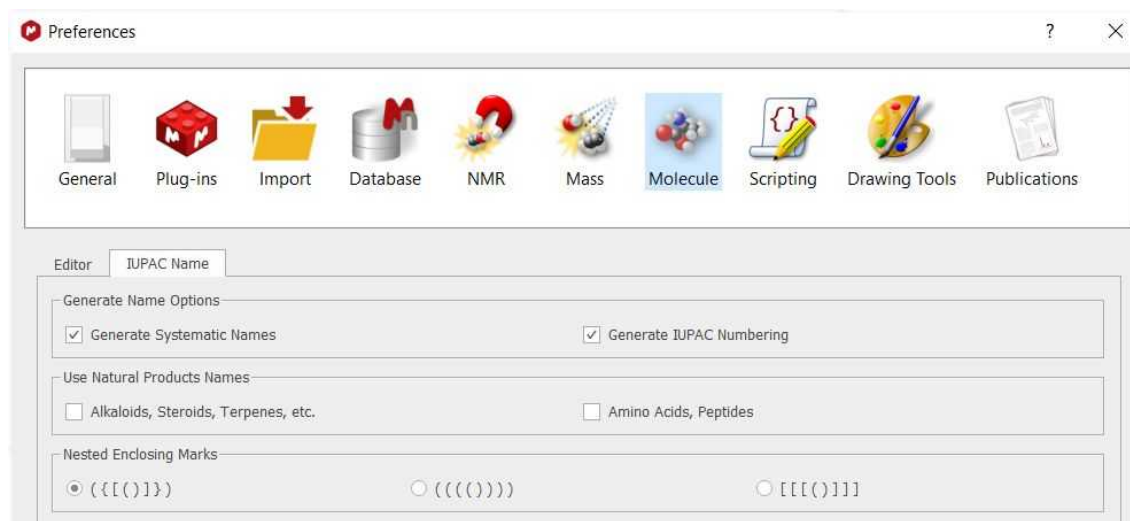 Preferences
?
General Plug-ins Import Database NMR Mass Molecule Scripting Drawing Tools Publications
Editor IUPAC Name
Generate Name Options
Generate Systematic Names Generate IUPAC Numbering
Use Natural Products Names
Alkaloids, Steroids, Terpenes, etc. Amino Acids, Peptides
Nested Enclosing Marks
({[()]}) (((()))) [[[()]]]